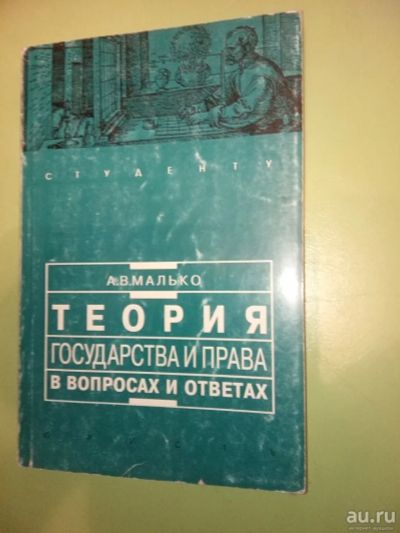 СТУДЕНТУ
А.В.МАЛЬКО
ТЕОРИЯ
ГОСУДАРСТВА И ПРАВА
В ВОПРОСАХ И ОТВЕТАХ
au.ru